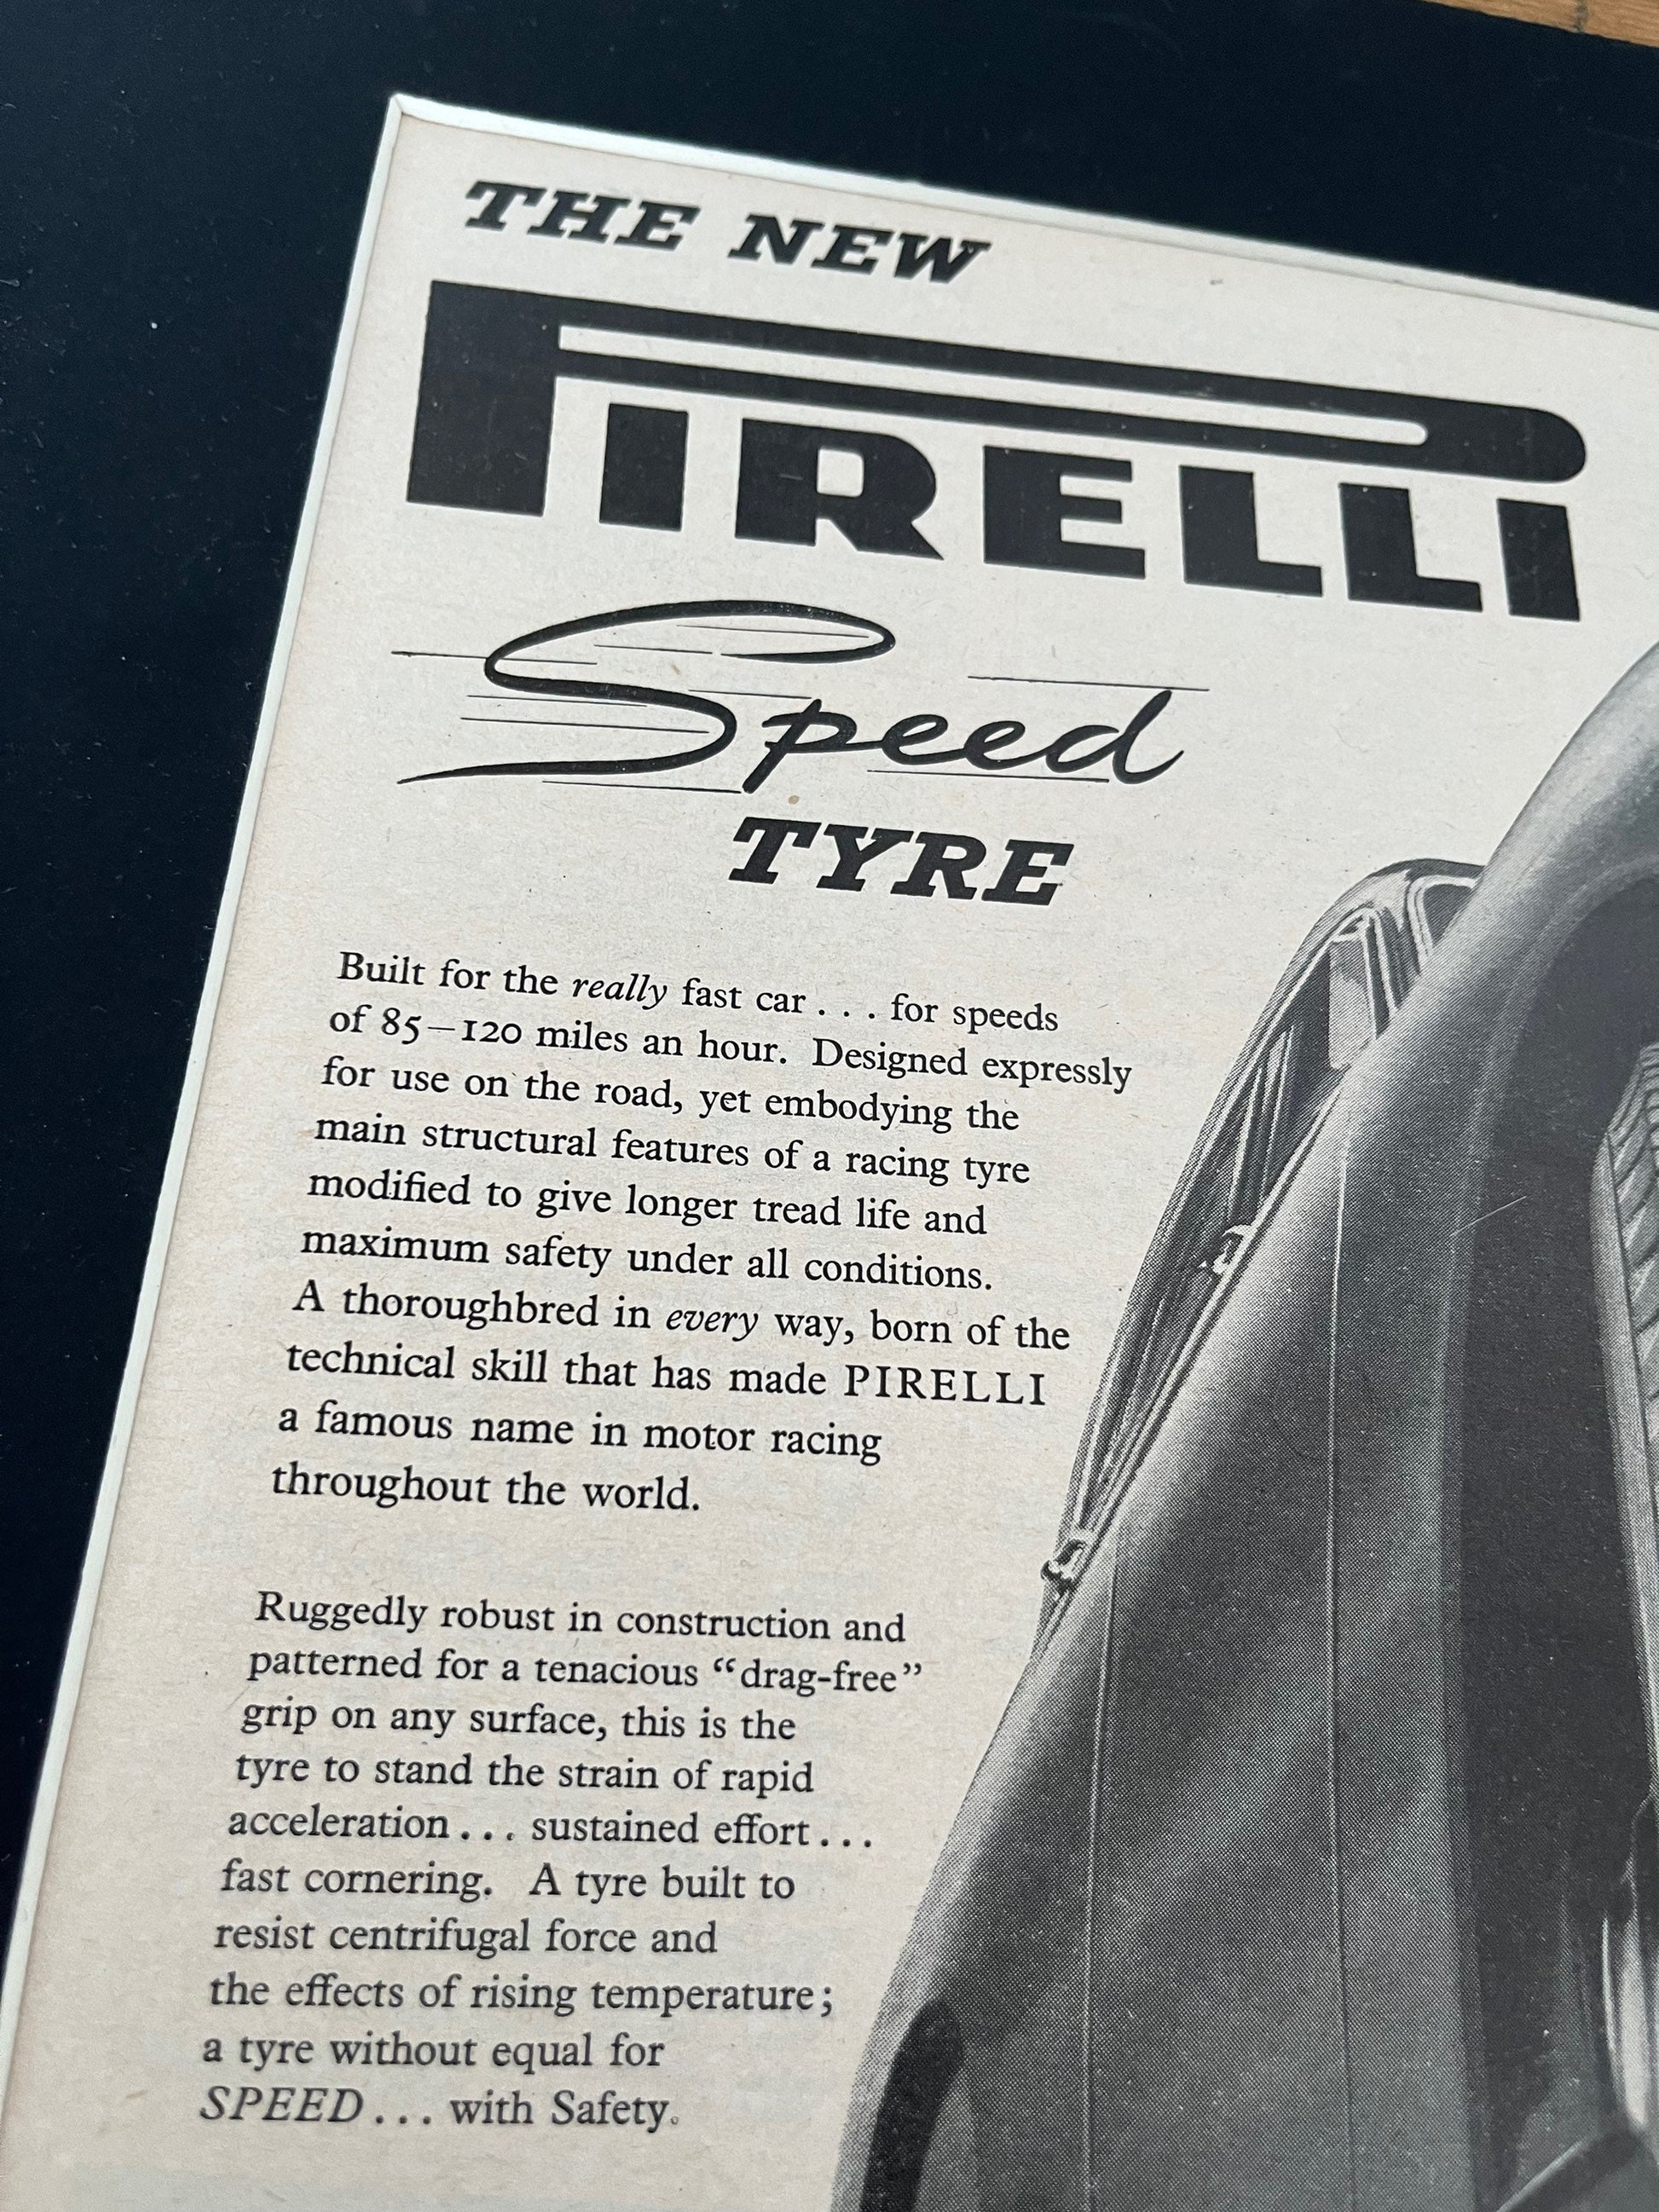 THE NEW
PIRELLI
Speed
TYRE
Built for the really fast car . . . for speeds
of 85–120 miles an hour. Designed expressly
for use on the road, yet embodying the
main structural features of a racing tyre
modified to give longer tread life and
maximum safety under all conditions.
A thoroughbred in every way, born of the
technical skill that has made PIRELLI
a famous name in motor racing
throughout the world.
Ruggedly robust in construction and
patterned for a tenacious “drag-free”
grip on any surface, this is the
tyre to stand the strain of rapid
acceleration . . . sustained effort . . .
fast cornering. A tyre built to
resist centrifugal force and
the effects of rising temperature;
a tyre without equal for
SPEED . . . with Safety.